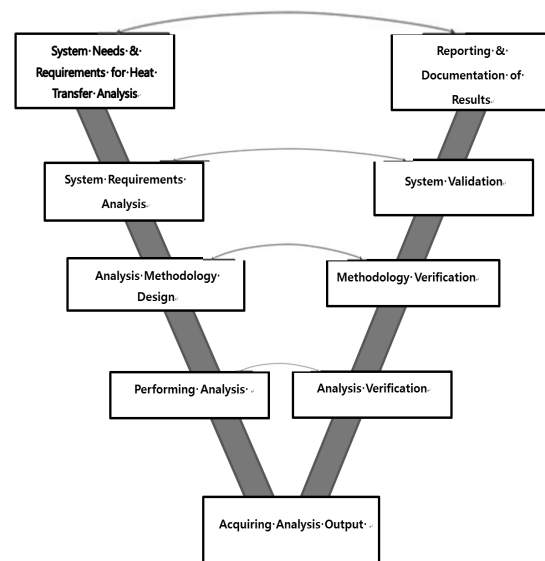 System Needs &
Requirements for Heat
Transfer Analysis
Reporting &
Documentation of
Results
System Requirements
Analysis
System Validation
Analysis Methodology
Design
Methodology Verification
Performing Analysis
Analysis Verification
Acquiring Analysis Output